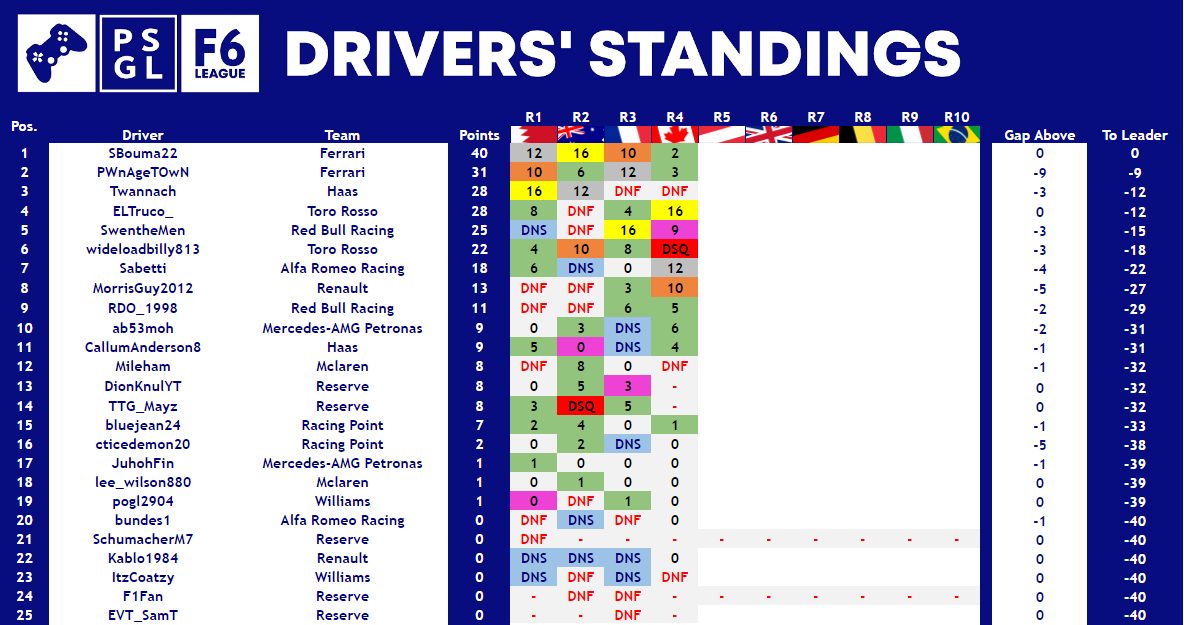 PS
GL
F6
LEAGUE
DRIVERS' STANDINGS
Pos. Driver Team Points R1 R2 R3 R4 R5 R6 R7 R8 R9 R10 Gap Above To Leader
1 SBouma22 Ferrari 40 12 16 10 2 0 0
2 PWnAgeTOwN Ferrari 31 10 6 12 3 -9 -9
3 Twannach Haas 28 16 12 DNF DNF -3 -12
4 ELTruco_ Toro Rosso 28 8 DNF 4 16 0 -12
5 SwentheMen Red Bull Racing 25 DNS DNF 16 9 -3 -15
6 wideloadbilly813 Toro Rosso 22 4 10 8 DSQ -3 -18
7 Sabetti Alfa Romeo Racing 18 6 DNS 0 12 -4 -22
8 MorrisGuy2012 Renault 13 DNF DNF 3 10 -5 -27
9 RDO_1998 Red Bull Racing 11 DNF DNF 6 5 -2 -29
10 ab53moh Mercedes-AMG Petronas 9 0 3 DNS 6 -2 -31
11 CallumAnderson8 Haas 9 5 0 DNS 4 -1 -31
12 Mileham Mclaren 8 DNF 8 0 DNF -1 -32
13 DionKnulYT Reserve 8 0 5 3 - 0 -32
14 TTG_Mayz Reserve 8 3 DSQ 5 - 0 -32
15 bluejean24 Racing Point 7 2 4 0 1 -1 -33
16 cticedemon20 Racing Point 2 0 2 DNS 0 -5 -38
17 JuhohFin Mercedes-AMG Petronas 1 1 0 0 0 -1 -39
18 lee_wilson880 Mclaren 1 0 1 0 0 0 -39
19 pogl2904 Williams 1 0 DNF 1 0 0 -39
20 bundes1 Alfa Romeo Racing 0 DNF DNS DNF 0 -1 -40
21 SchumacherM7 Reserve 0 DNF - - - - - - - - - 0 -40
22 Kablo1984 Renault 0 DNS DNS DNS 0 0 -40
23 ItzCoatzy Williams 0 DNS DNF DNS DNF 0 -40
24 F1Fan Reserve 0 - DNF DNF - - - - - - - 0 -40
25 EVT_SamT Reserve 0 - - DNF - 0 -40